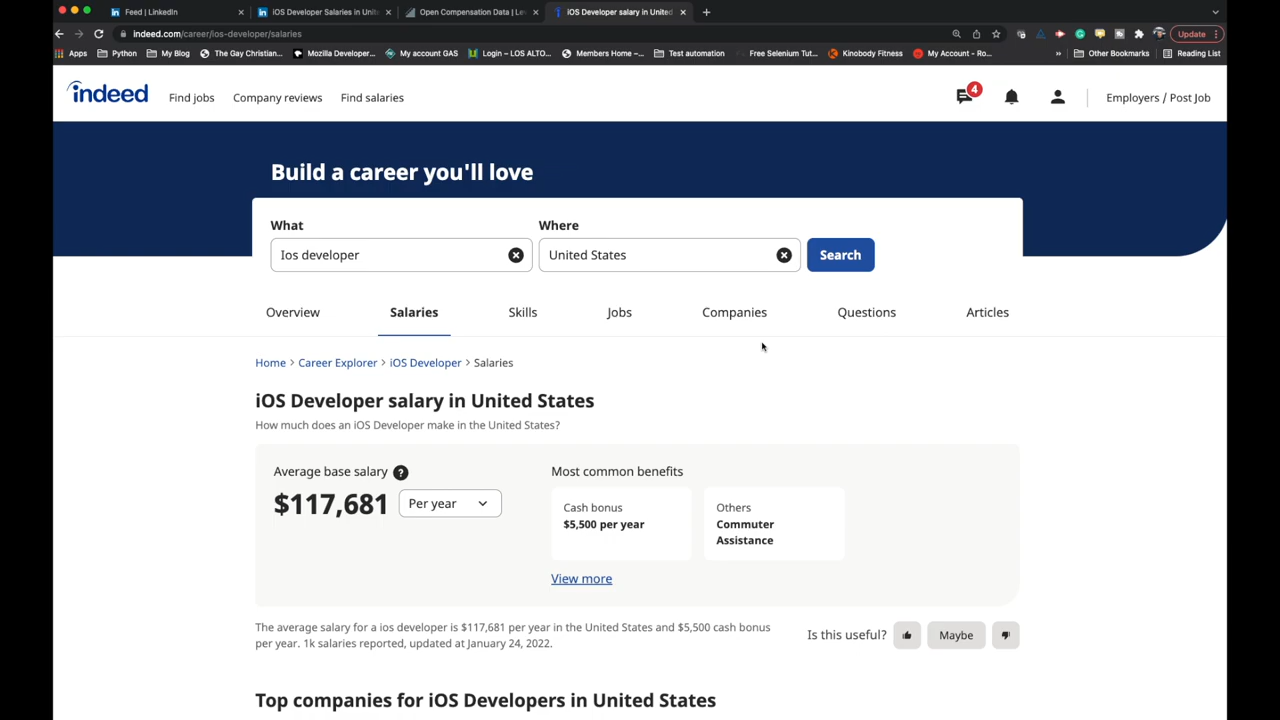 Feed | LinkedIn
iOS Developer Salaries in Unite
Open Compensation Data | Lev
iOS Developer salary in United
indeed.com/career/ios-developer/salaries
Update
Apps
Python
My Blog
The Gay Christian...
Mozilla Developer...
My account GAS
Login – LOS ALTO...
Members Home –...
Test automation
Free Selenium Tut...
Kinobody Fitness
My Account - Ro...
»
Other Bookmarks
Reading List
indeed
Find jobs
Company reviews
Find salaries
4
Employers / Post Job
Build a career you'll love
What
Where
Ios developer
United States
Search
Overview
Salaries
Skills
Jobs
Companies
Questions
Articles
Home > Career Explorer > iOS Developer > Salaries
iOS Developer salary in United States
How much does an iOS Developer make in the United States?
Average base salary ?
$117,681
Per year
Most common benefits
Cash bonus
$5,500 per year
Others
Commuter
Assistance
View more
The average salary for a ios developer is $117,681 per year in the United States and $5,500 cash bonus
per year. 1k salaries reported, updated at January 24, 2022.
Is this useful?
Maybe
Top companies for iOS Developers in United States